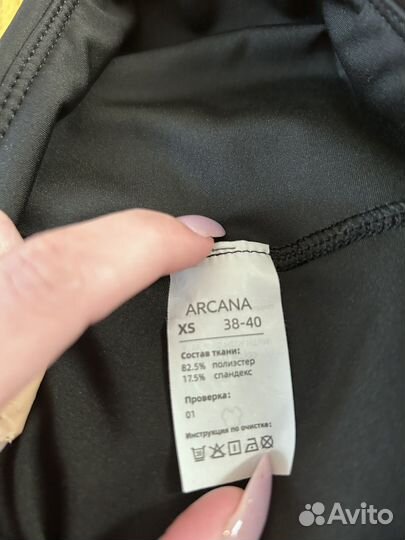 ARCANA
XS 38-40
Состав ткани:
82.5% полиэстер
17.5% спандекс
Проверка:
01
Инструкция по очистке:
Avito